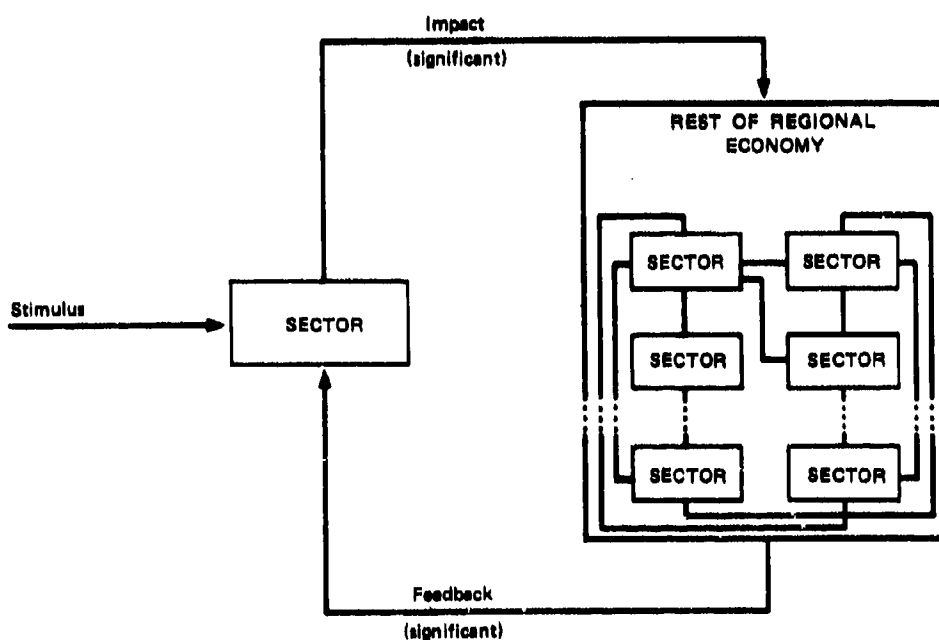 Impact
(significant)
REST OF REGIONAL
ECONOMY
SECTOR
SECTOR
Stimulus
SECTOR
SECTOR
SECTOR
SECTOR
SECTOR
Feedback
(significant)